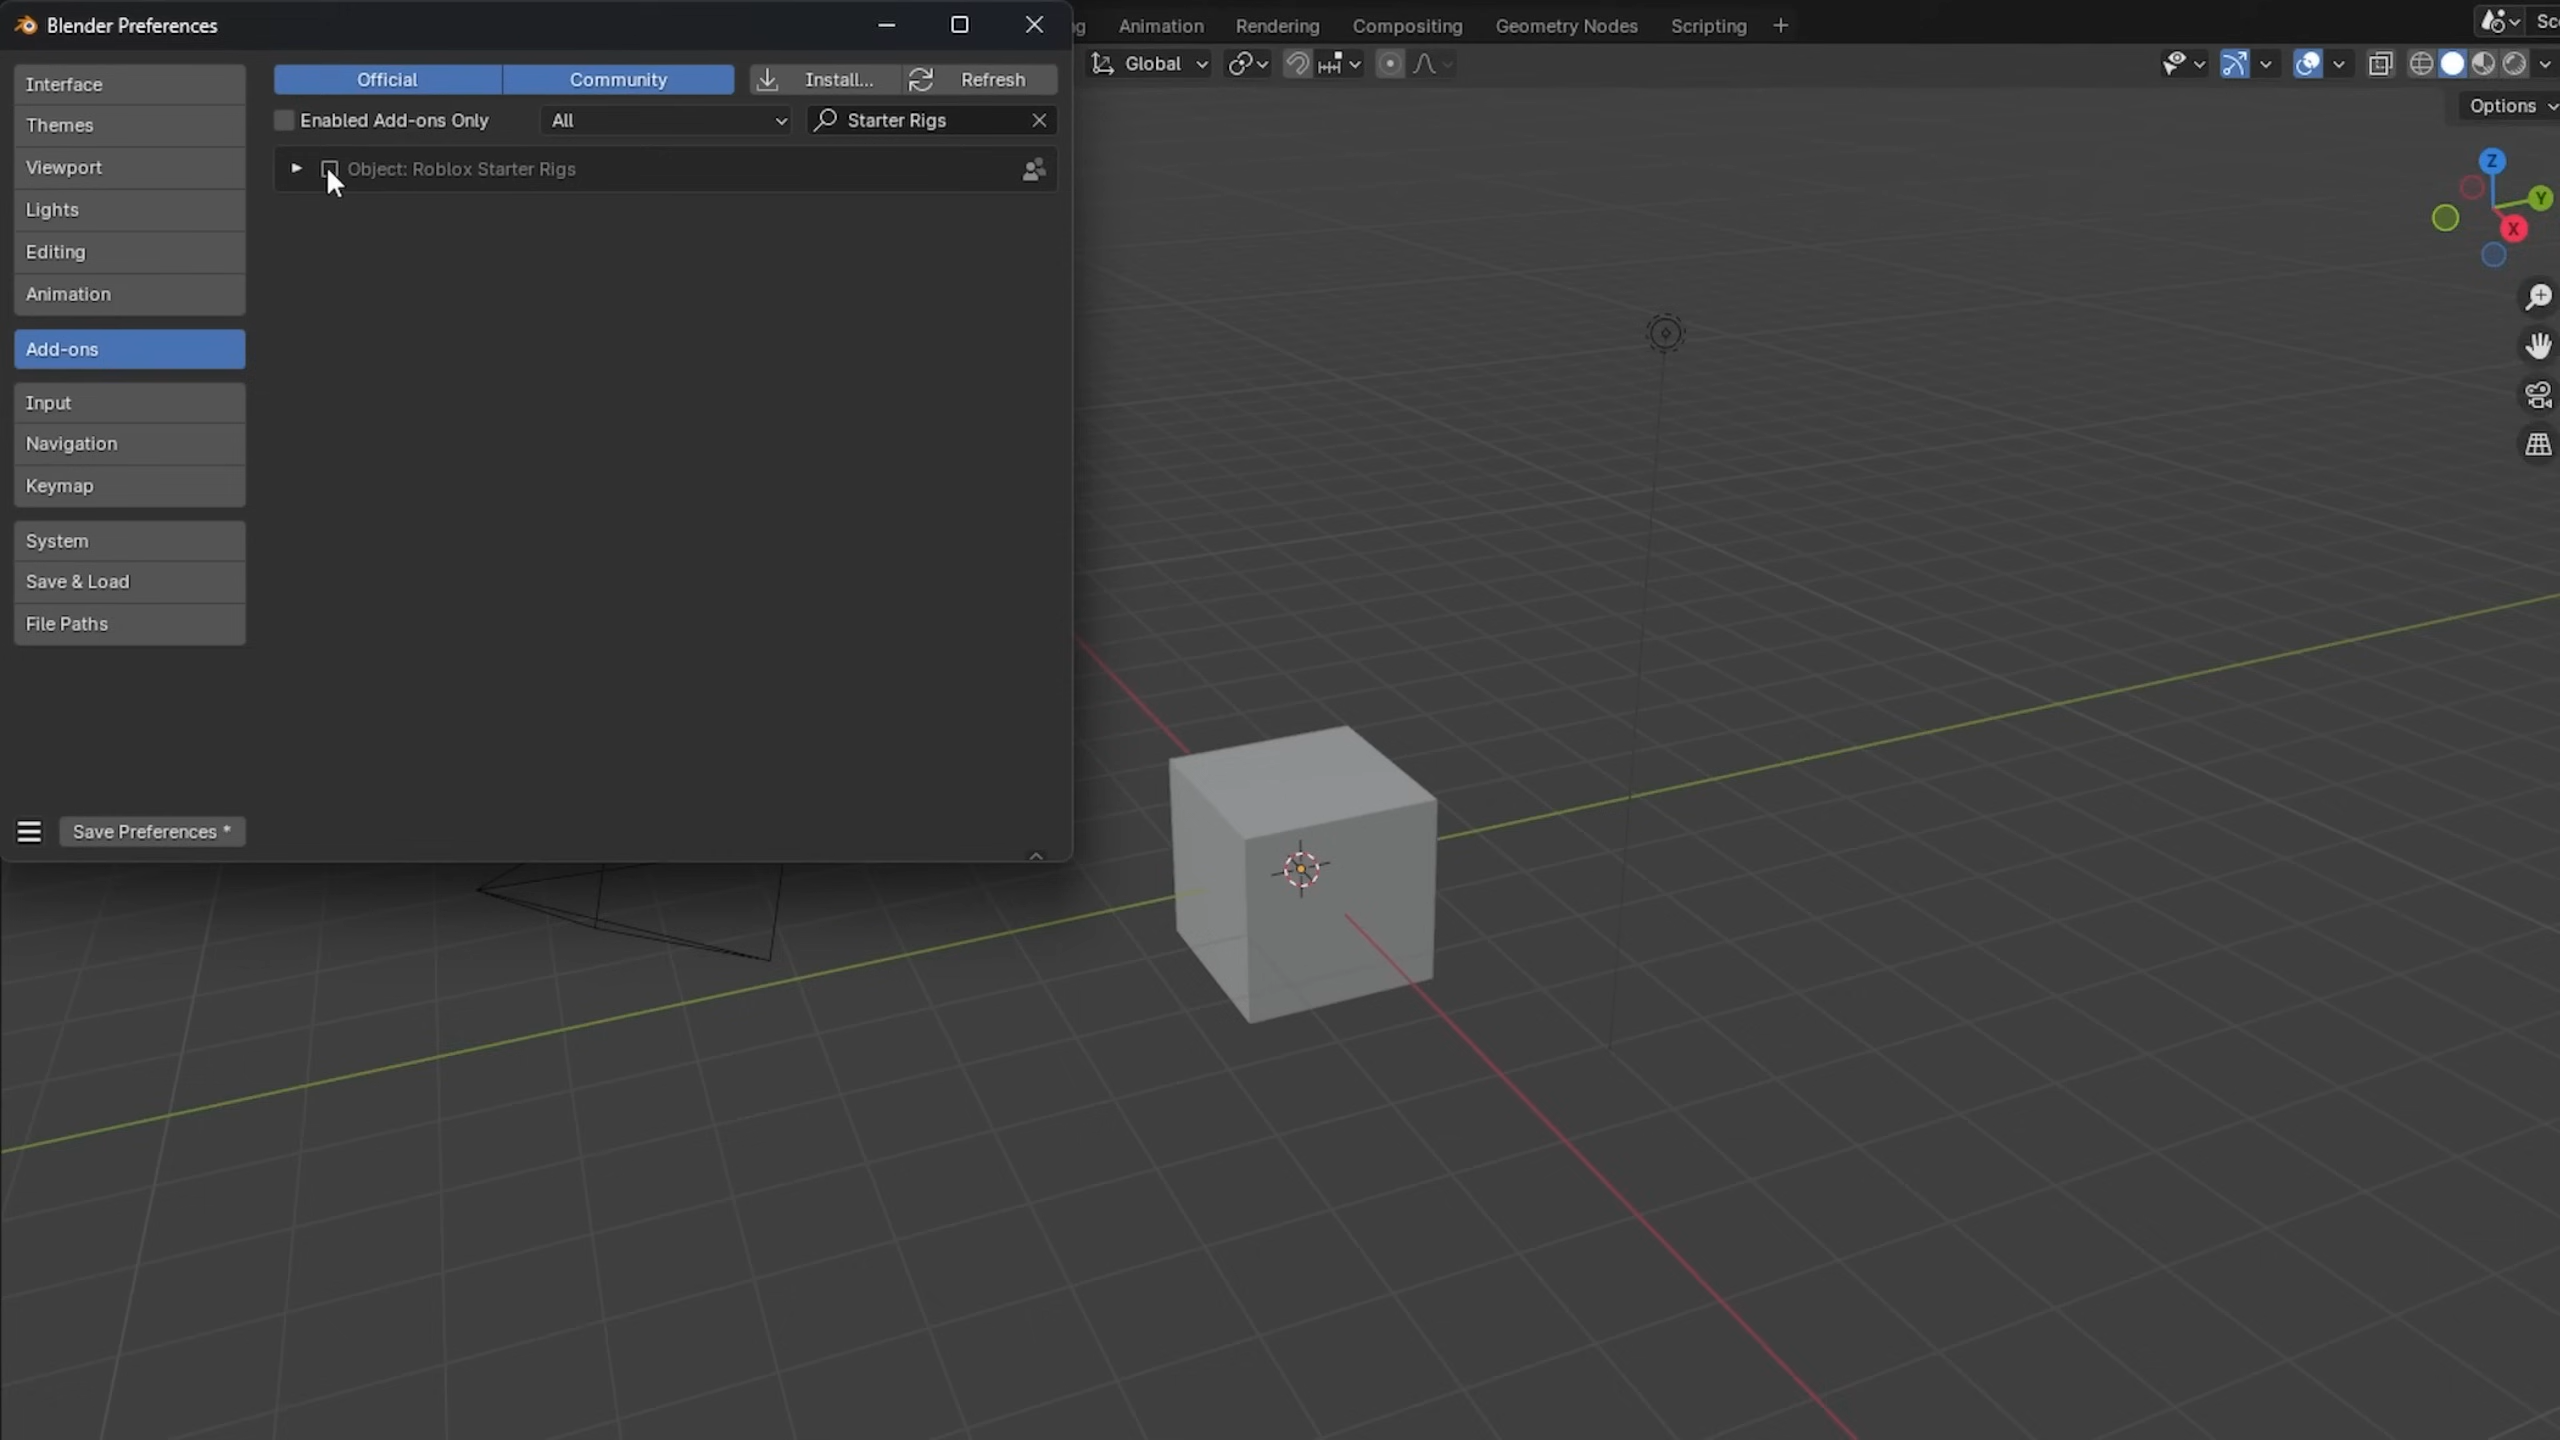 Blender Preferences
Interface
Themes
Viewport
Lights
Editing
Animation
Add-ons
Input
Navigation
Keymap
System
Save & Load
File Paths
Save Preferences *
Official Community Install... Refresh
Enabled Add-ons Only All Starter Rigs
Object: Roblox Starter Rigs
Animation Rendering Compositing Geometry Nodes Scripting +
Global
Options
Z
Y
X